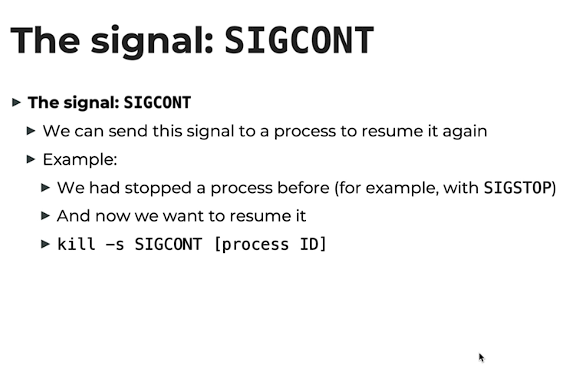 The signal: SIGCONT
The signal: SIGCONT
We can send this signal to a process to resume it again
Example:
We had stopped a process before (for example, with SIGSTOP)
And now we want to resume it
kill –s SIGCONT [process ID]